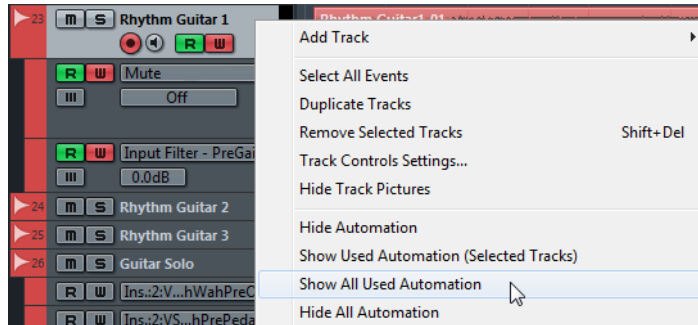 23 m S Rhythm Guitar 1
R W
R W Mute
Off
R W Input Filter - PreGai
0.0dB
24 m S Rhythm Guitar 2
25 m S Rhythm Guitar 3
26 m S Guitar Solo
R W Ins.:2:V...hWahPreC
R W Ins.:2:VS...hPrePeda
Rhythm Guitar1-01
Add Track
Select All Events
Duplicate Tracks
Remove Selected Tracks Shift+Del
Track Controls Settings...
Hide Track Pictures
Hide Automation
Show Used Automation (Selected Tracks)
Show All Used Automation
Hide All Automation